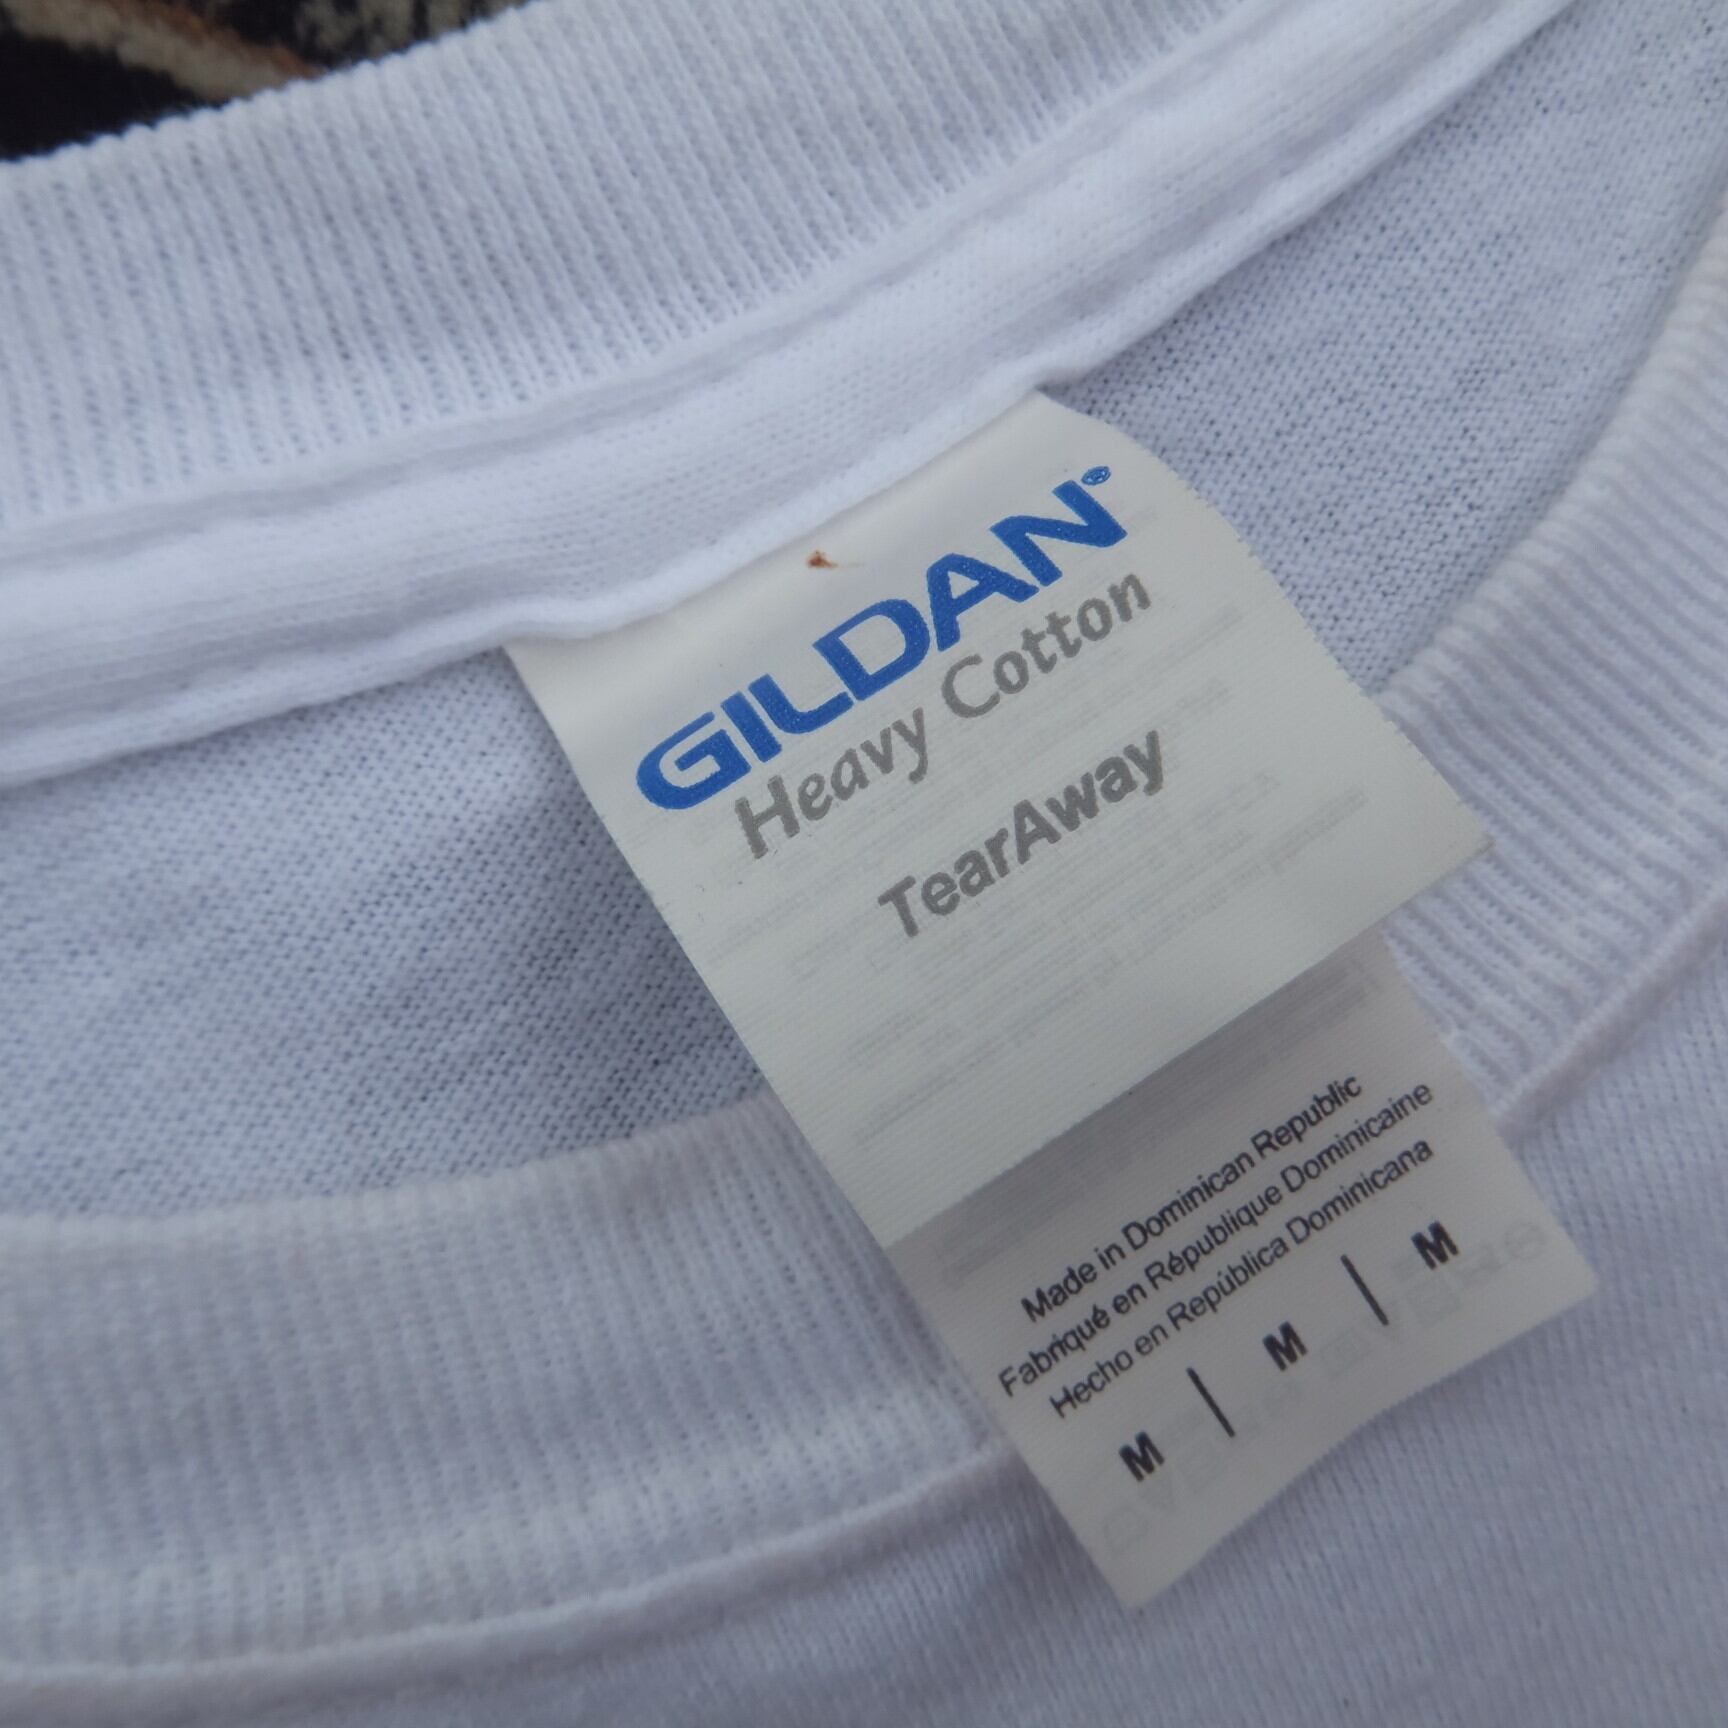 GILDAN®
Heavy Cotton
TearAway
Made in Dominican Republic
Fabriqué en République Dominicaine
Hecho en República Dominicana
M | M | M